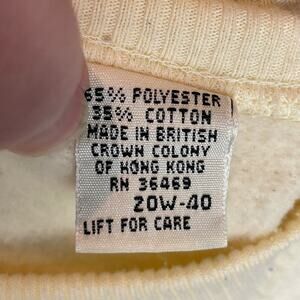 65% POLYESTER
35% COTTON
MADE IN BRITISH
CROWN COLONY
OF HONG KONG
RN 36469
20W-40
LIFT FOR CARE